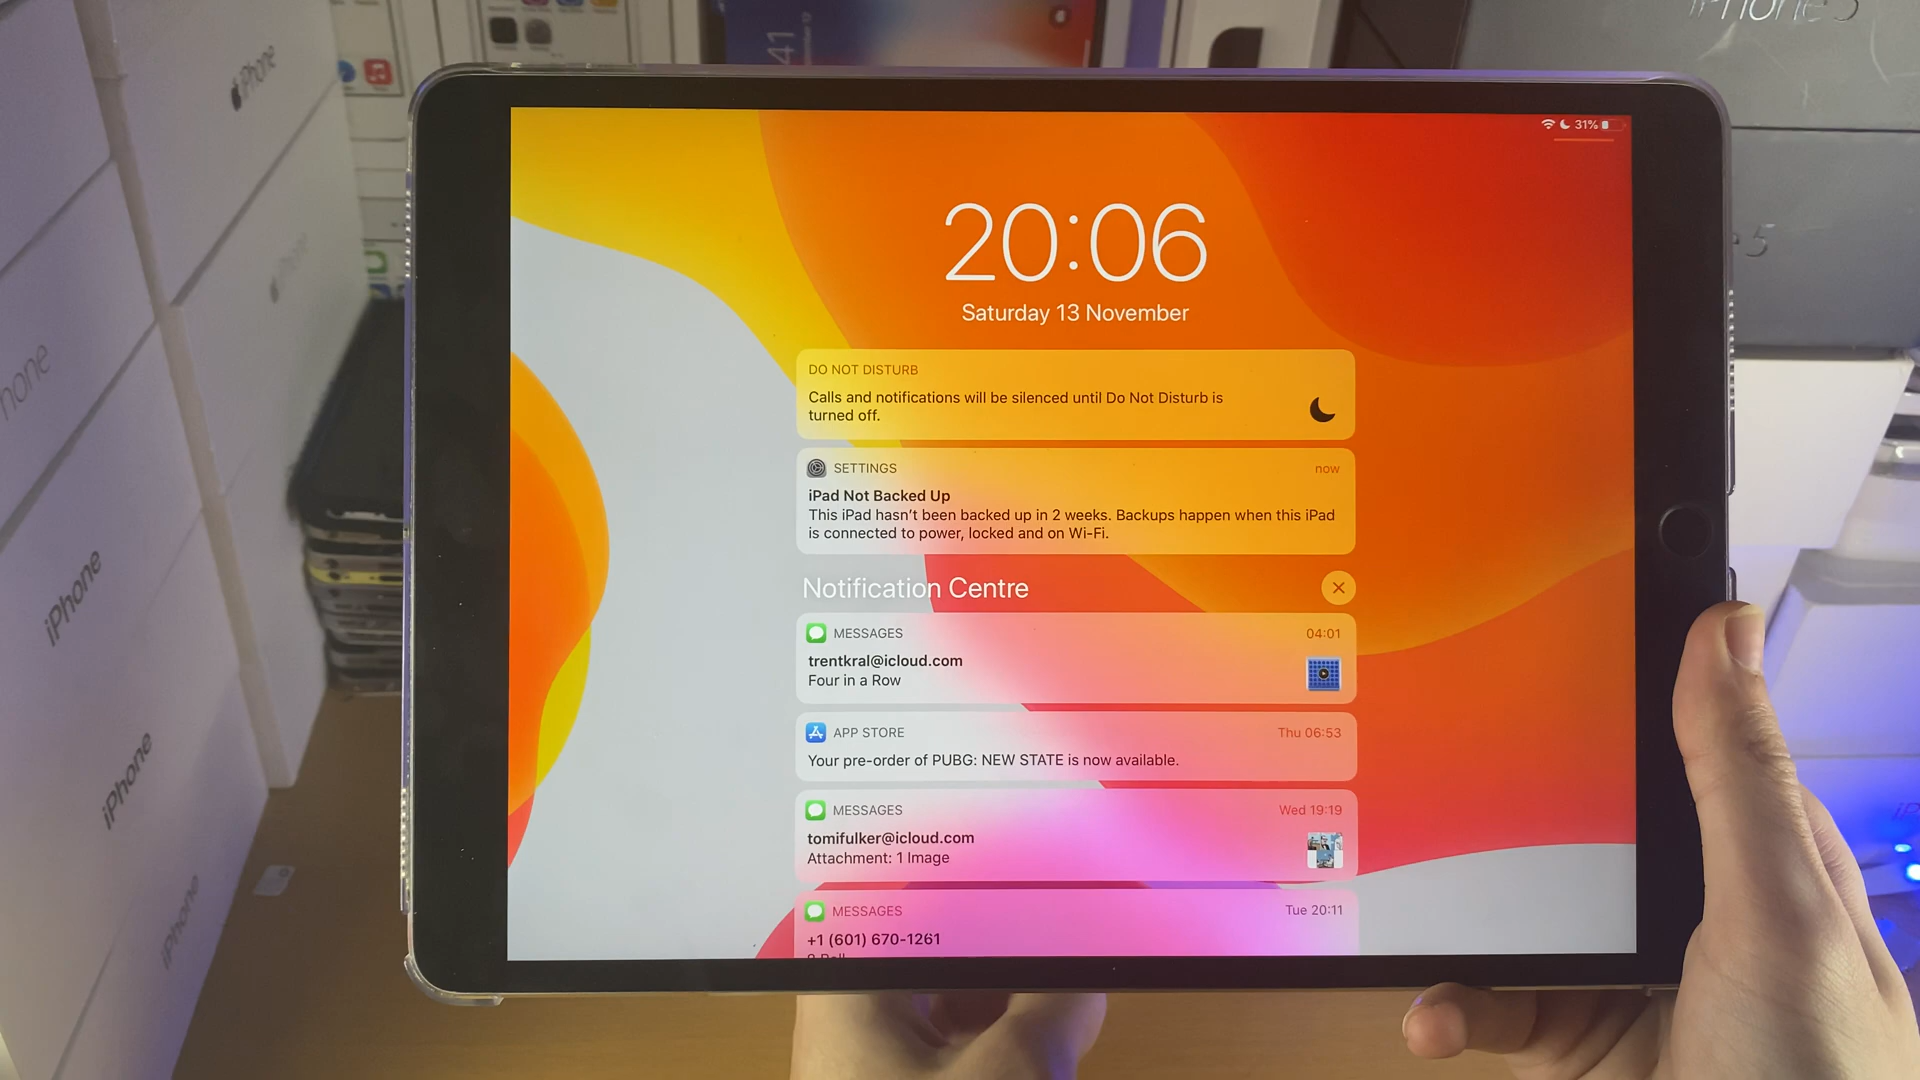 iPhone 5
41
iPhone
31%
20:06
Saturday 13 November
DO NOT DISTURB
Calls and notifications will be silenced until Do Not Disturb is
turned off.
SETTINGS
now
iPad Not Backed Up
This iPad hasn't been backed up in 2 weeks. Backups happen when this iPad
is connected to power, locked and on Wi-Fi.
Notification Centre
MESSAGES
04:01
trentkral@icloud.com
Four in a Row
APP STORE
Thu 06:53
Your pre-order of PUBG: NEW STATE is now available.
MESSAGES
Wed 19:19
tomifulker@icloud.com
Attachment: 1 Image
MESSAGES
Tue 20:11
+1 (601) 670-1261
iPhone
iPhone
iPhone
iPhone
5